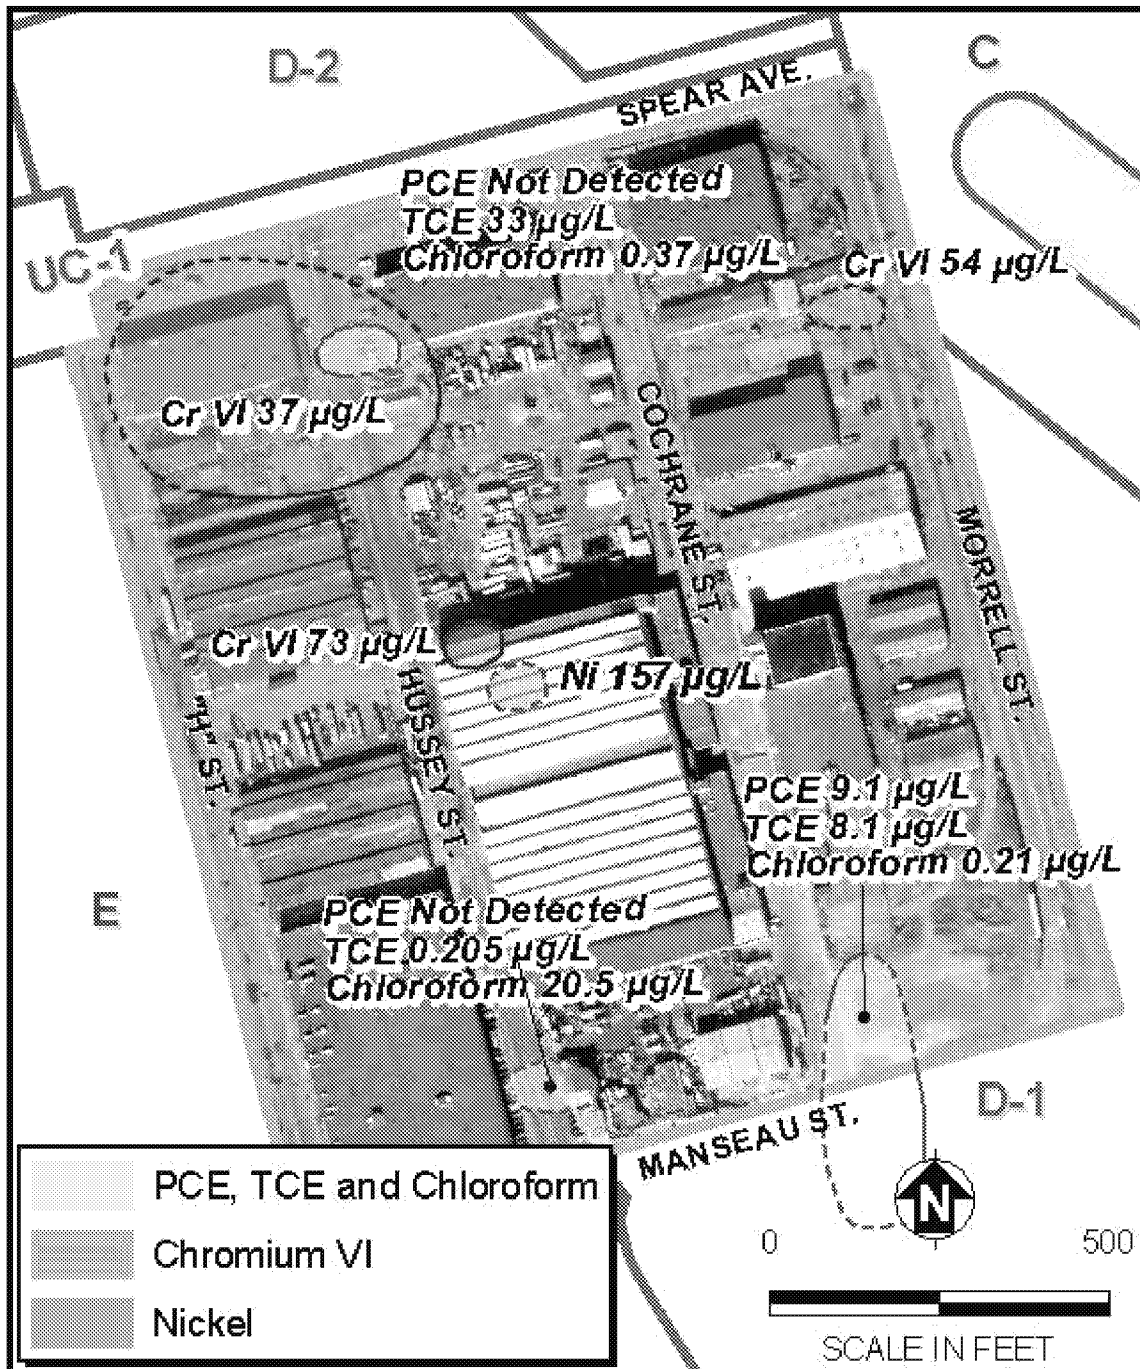 D-2
C
SPEAR AVE.
PCE Not Detected
TCE 33 µg/L
Chloroform 0.37 µg/L
UC-1
Cr VI 54 µg/L
Cr VI 37 µg/L
COCHRANE ST.
MORRELL ST.
Cr VI 73 µg/L
Ni 157 µg/L
"H" ST.
HUSSEY ST.
PCE 9.1 µg/L
TCE 8.1 µg/L
Chloroform 0.21 µg/L
E
PCE Not Detected
TCE 0.205 µg/L
Chloroform 20.5 µg/L
D-1
MANSEAU ST.
PCE, TCE and Chloroform
Chromium VI
Nickel
N
0 500
SCALE IN FEET